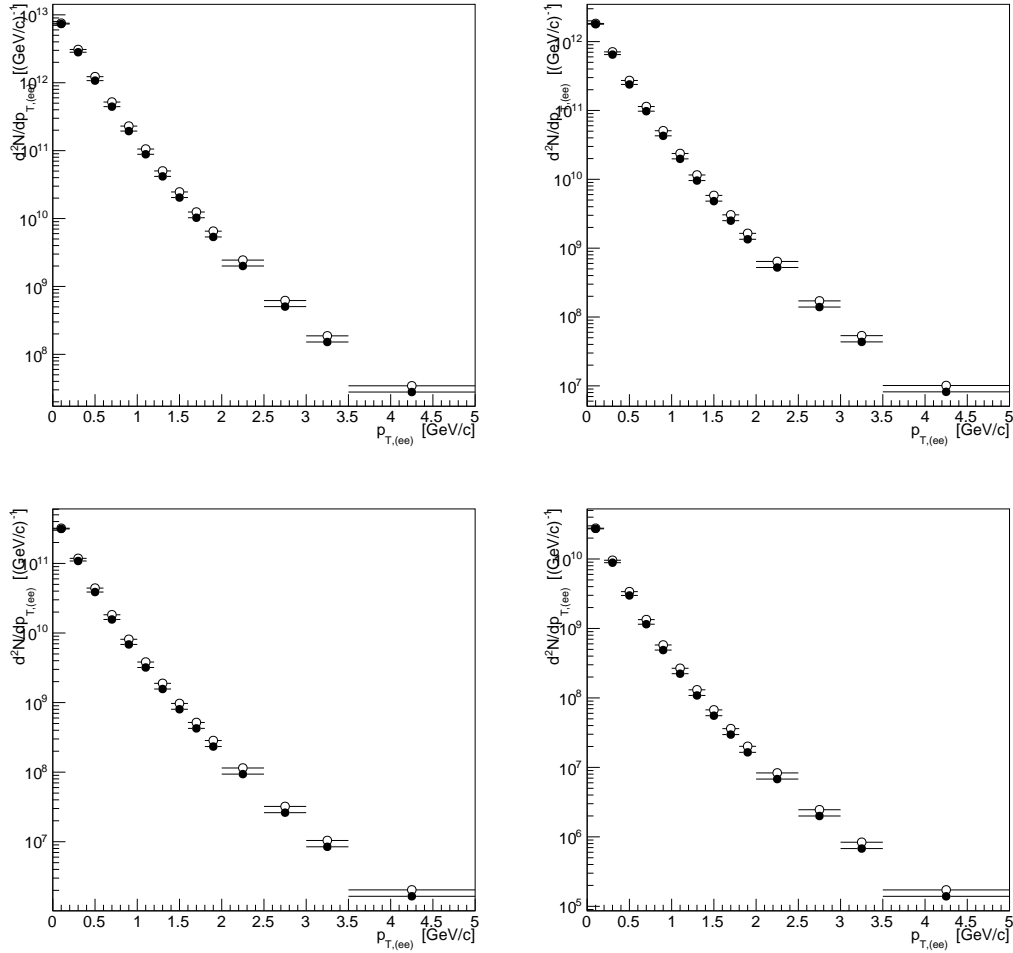 d²N/dp_T,(ee) [(GeV/c)⁻¹]
10¹³
10¹²
10¹¹
10¹⁰
10⁹
10⁸
0 0.5 1 1.5 2 2.5 3 3.5 4 4.5 5
p_T,(ee) [GeV/c]
d²N/dp_T,(ee) [(GeV/c)⁻¹]
10¹²
10¹¹
10¹⁰
10⁹
10⁸
10⁷
0 0.5 1 1.5 2 2.5 3 3.5 4 4.5 5
p_T,(ee) [GeV/c]
d²N/dp_T,(ee) [(GeV/c)⁻¹]
10¹¹
10¹⁰
10⁹
10⁸
10⁷
0 0.5 1 1.5 2 2.5 3 3.5 4 4.5 5
p_T,(ee) [GeV/c]
d²N/dp_T,(ee) [(GeV/c)⁻¹]
10¹⁰
10⁹
10⁸
10⁷
10⁶
10⁵
0 0.5 1 1.5 2 2.5 3 3.5 4 4.5 5
p_T,(ee) [GeV/c]